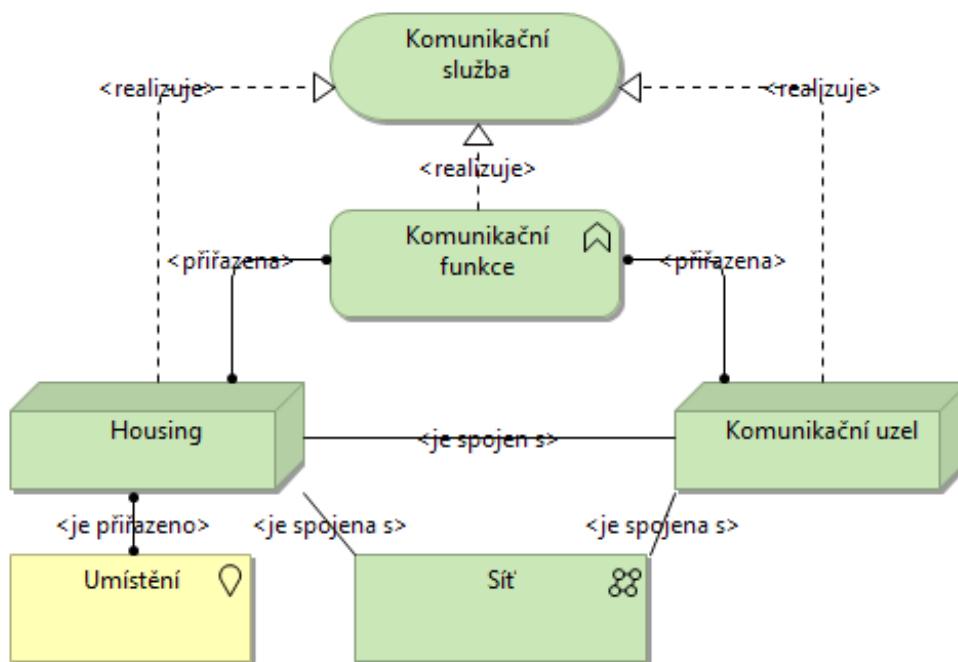 Komunikační
služba
<realizuje>
<realizuje>
<realizuje>
Komunikační
funkce
<přiřazena>
<přiřazena>
Housing
<je spojen s>
Komunikační uzel
<je přiřazeno>
<je spojena s>
<je spojena s>
Umístění
Síť